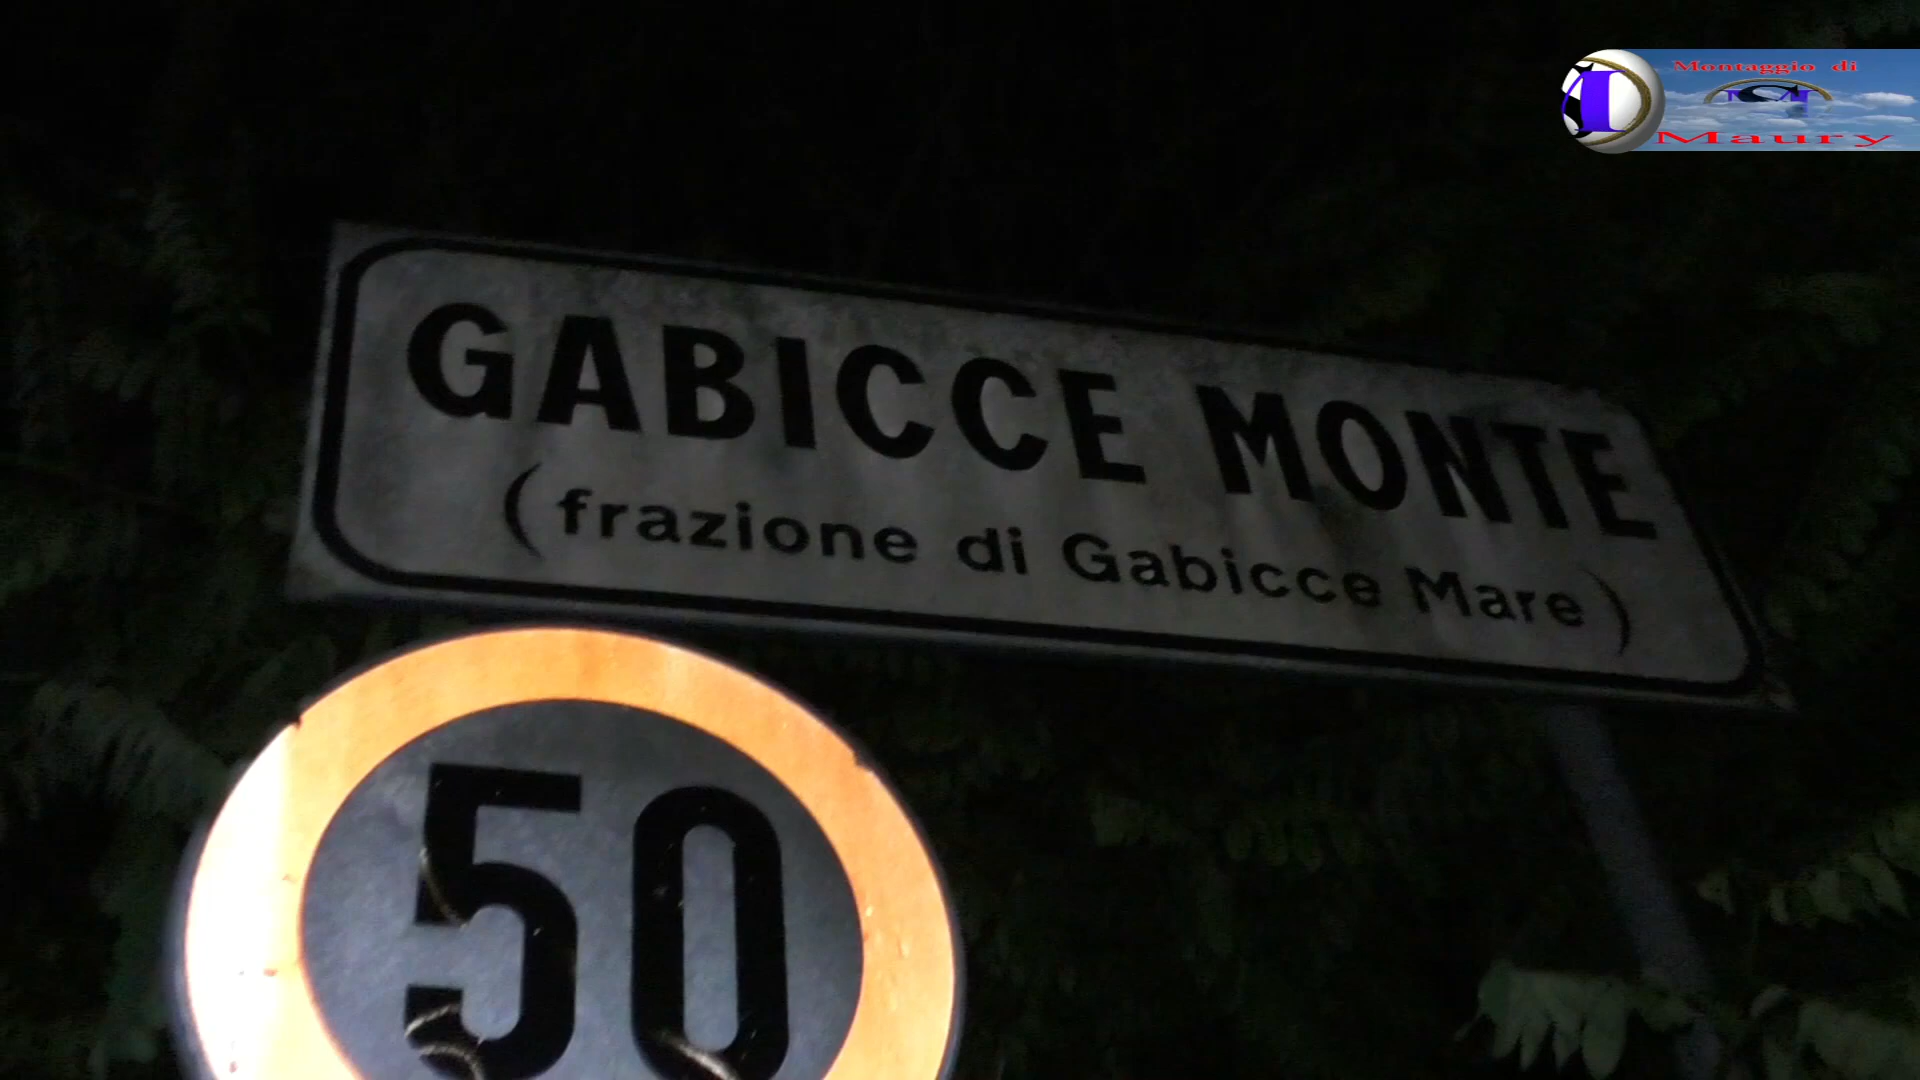 Montaggio di
Maury
GABICCE MONTE
(frazione di Gabicce Mare)
50